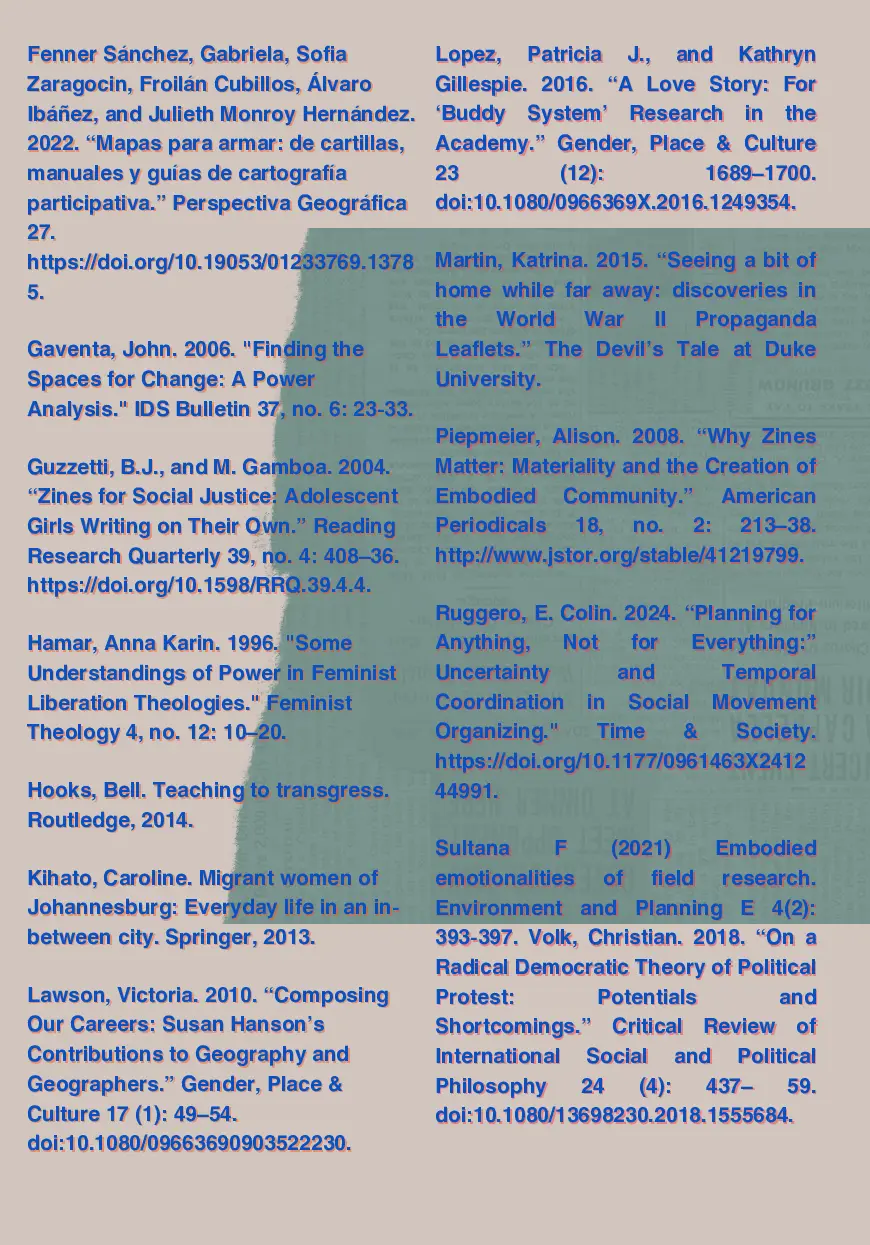 Fenner Sánchez, Gabriela, Sofia
Zaragocin, Froilán Cubillos, Álvaro
Ibáñez, and Julieth Monroy Hernández.
2022. “Mapas para armar: de cartillas,
manuales y guías de cartografía
participativa.” Perspectiva Geográfica
27.
https://doi.org/10.19053/01233769.1378
5.
Gaventa, John. 2006. "Finding the
Spaces for Change: A Power
Analysis." IDS Bulletin 37, no. 6: 23-33.
Guzzetti, B.J., and M. Gamboa. 2004.
“Zines for Social Justice: Adolescent
Girls Writing on Their Own.” Reading
Research Quarterly 39, no. 4: 408–36.
https://doi.org/10.1598/RRQ.39.4.4.
Hamar, Anna Karin. 1996. "Some
Understandings of Power in Feminist
Liberation Theologies." Feminist
Theology 4, no. 12: 10–20.
Hooks, Bell. Teaching to transgress.
Routledge, 2014.
Kihato, Caroline. Migrant women of
Johannesburg: Everyday life in an in-
between city. Springer, 2013.
Lawson, Victoria. 2010. “Composing
Our Careers: Susan Hanson’s
Contributions to Geography and
Geographers.” Gender, Place &
Culture 17 (1): 49–54.
doi:10.1080/09663690903522230.
Lopez, Patricia J., and Kathryn
Gillespie. 2016. “A Love Story: For
‘Buddy System’ Research in the
Academy.” Gender, Place & Culture
23 (12): 1689–1700.
doi:10.1080/0966369X.2016.1249354.
Martin, Katrina. 2015. “Seeing a bit of
home while far away: discoveries in
the World War II Propaganda
Leaflets.” The Devil’s Tale at Duke
University.
Piepmeier, Alison. 2008. “Why Zines
Matter: Materiality and the Creation of
Embodied Community.” American
Periodicals 18, no. 2: 213–38.
http://www.jstor.org/stable/41219799.
Ruggero, E. Colin. 2024. “Planning for
Anything, Not for Everything:”
Uncertainty and Temporal
Coordination in Social Movement
Organizing." Time & Society.
https://doi.org/10.1177/0961463X2412
44991.
Sultana F (2021) Embodied
emotionalities of field research.
Environment and Planning E 4(2):
393-397. Volk, Christian. 2018. “On a
Radical Democratic Theory of Political
Protest: Potentials and
Shortcomings.” Critical Review of
International Social and Political
Philosophy 24 (4): 437– 59.
doi:10.1080/13698230.2018.1555684.